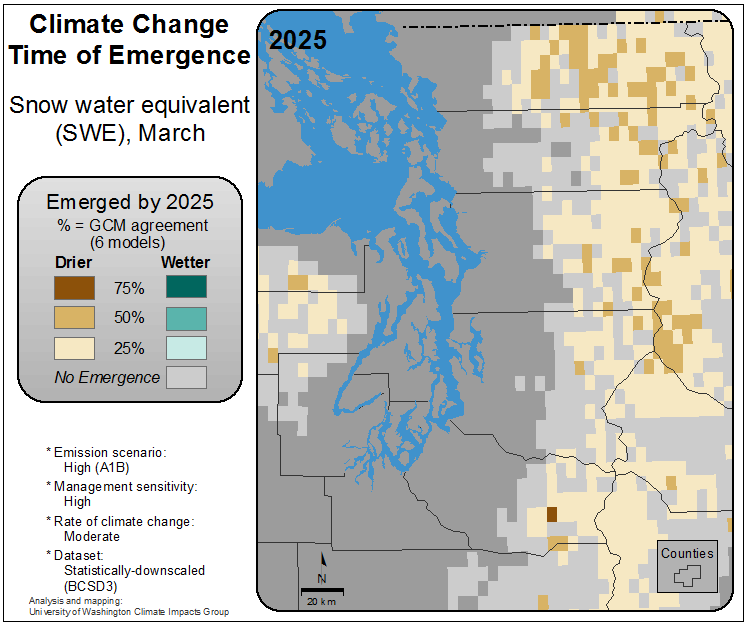 Climate Change
Time of Emergence
Snow water equivalent
(SWE), March
Emerged by 2025
% = GCM agreement
(6 models)
Drier Wetter
75%
50%
25%
No Emergence
* Emission scenario:
High (A1B)
* Management sensitivity:
High
* Rate of climate change:
Moderate
* Dataset:
Statistically-downscaled
(BCSD3)
Analysis and mapping:
University of Washington Climate Impacts Group
2025
N
20 km
Counties